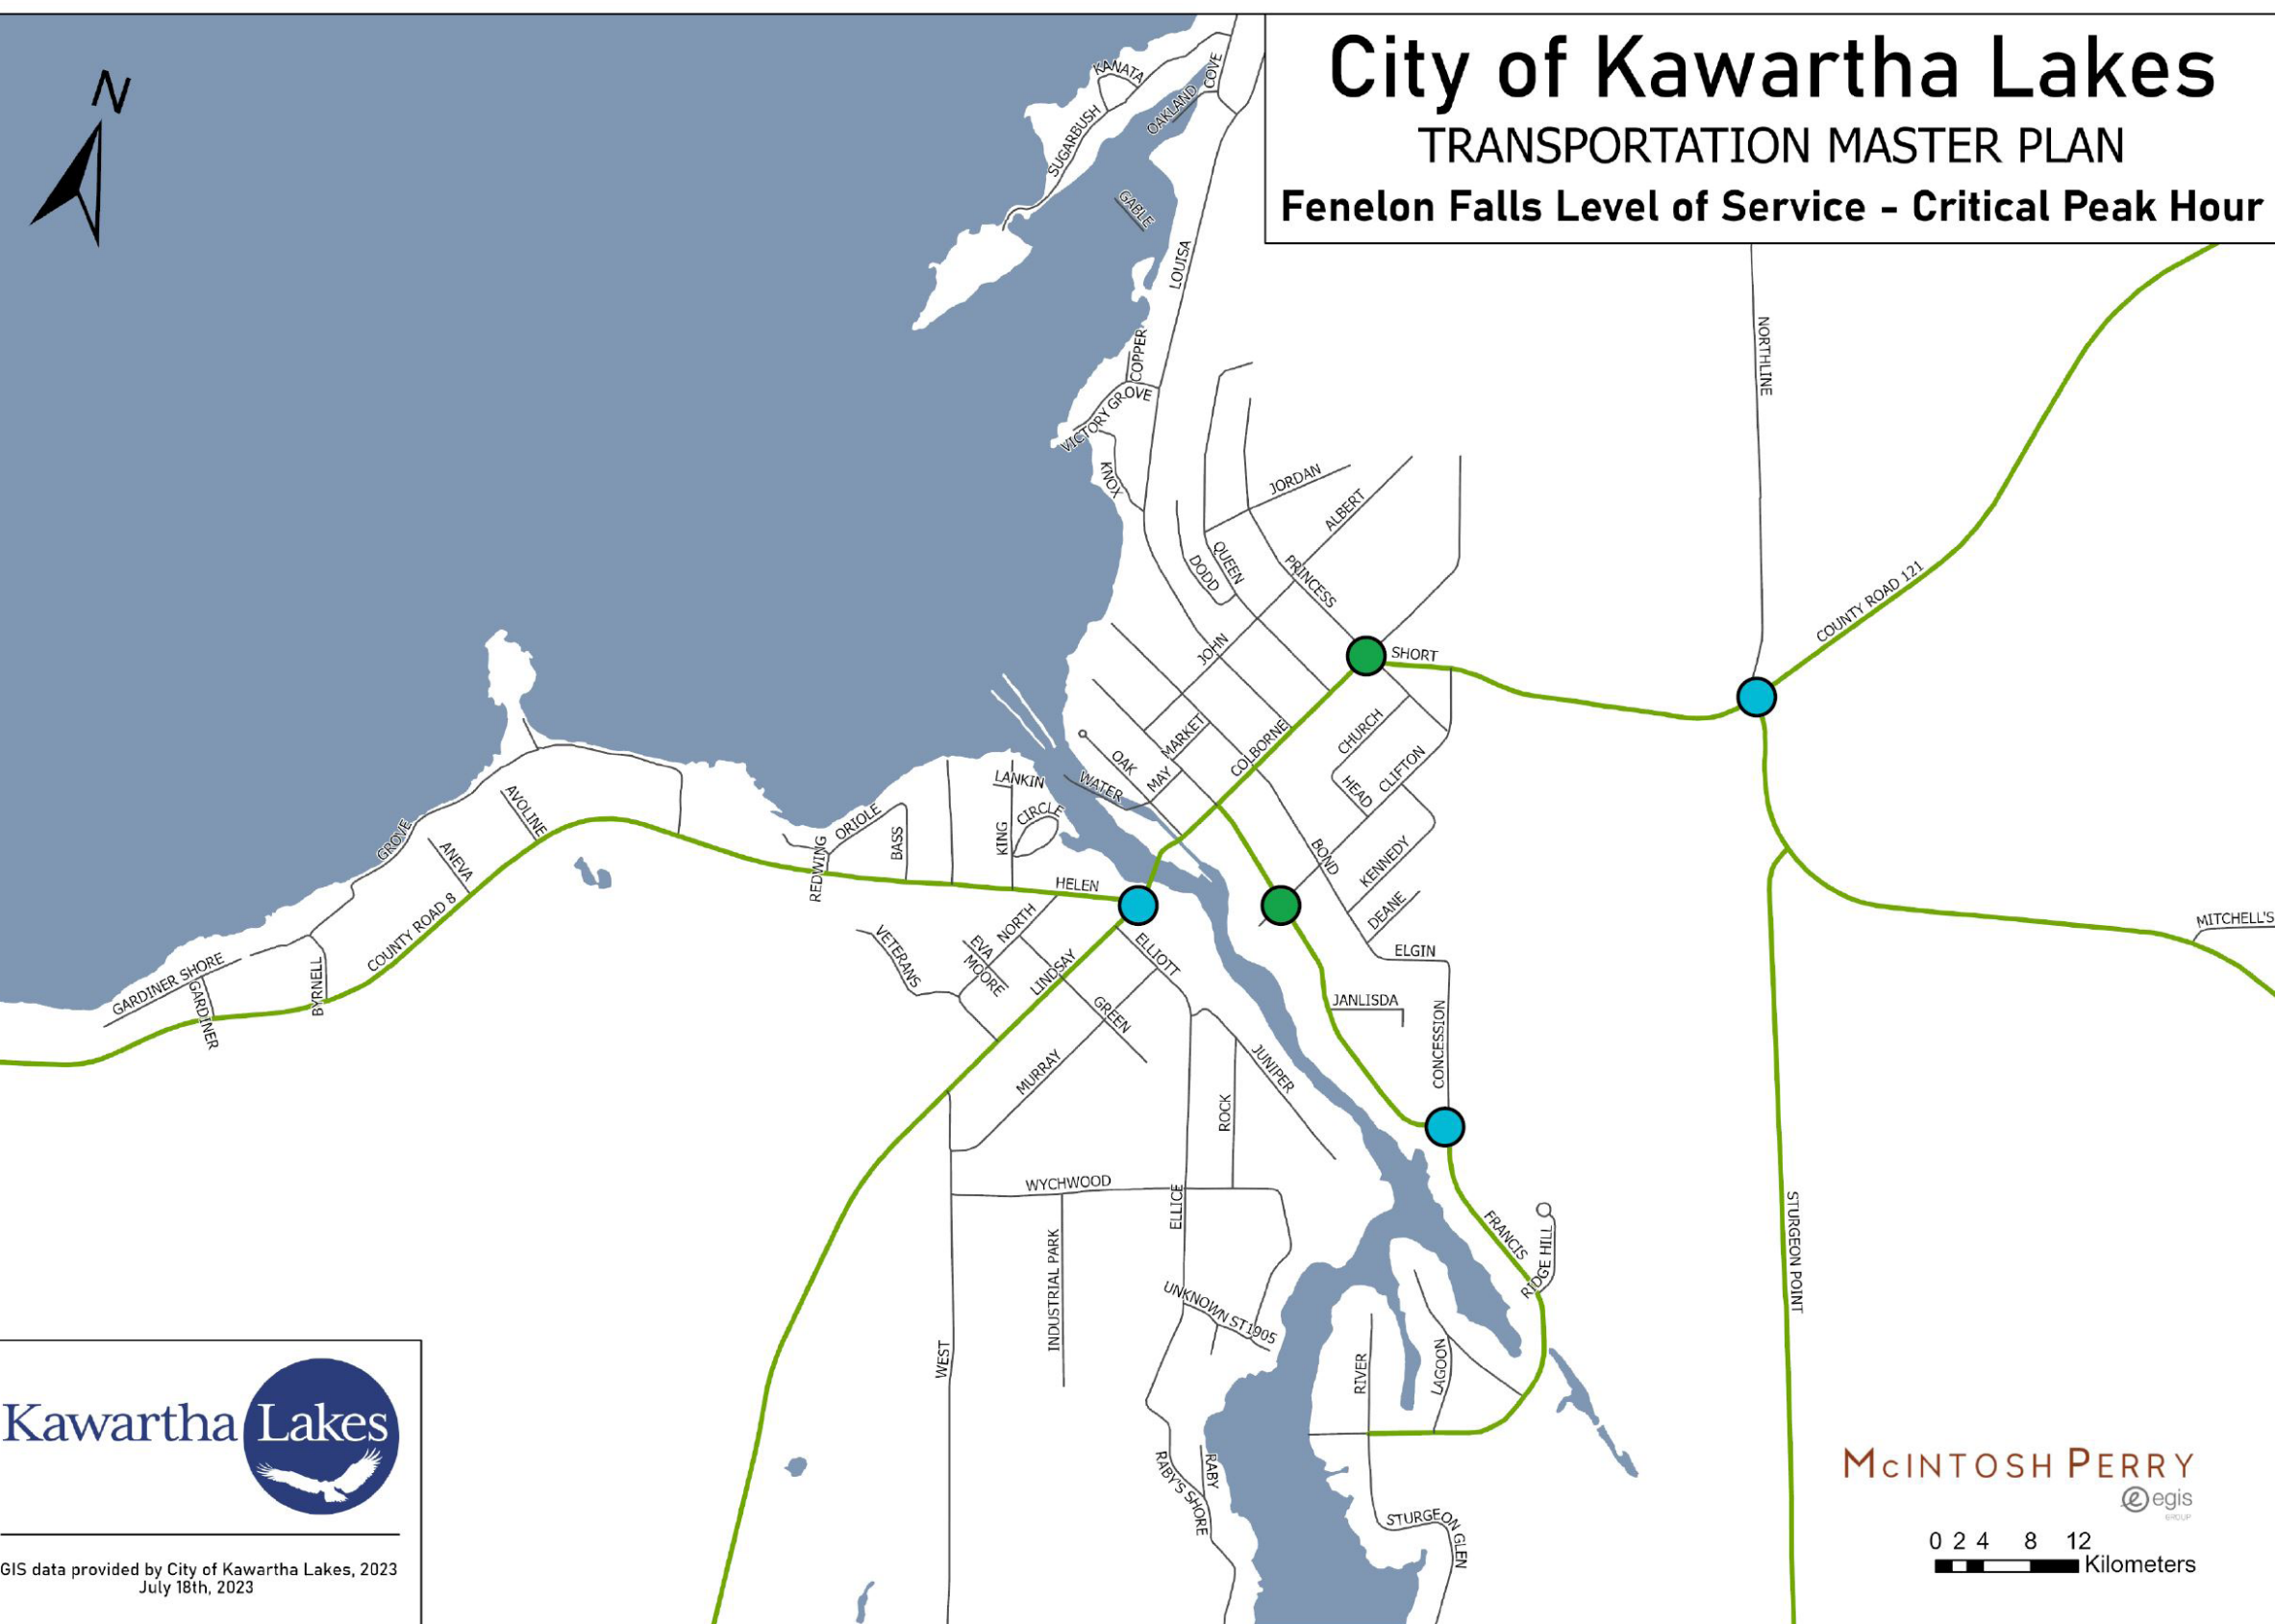 City of Kawartha Lakes
TRANSPORTATION MASTER PLAN
Fenelon Falls Level of Service - Critical Peak Hour
N
KANATA
COVE
OAKLAND
SUGARBUSH
GABLE
LOUISA
COPPER
VICTORY GROVE
KNOX
NORTHLINE
JORDAN
ALBERT
QUEEN
DODD
PRINCESS
COUNTY ROAD 121
JOHN
SHORT
MARKET
CHURCH
COLBORNE
OAK
MAY
CLIFTON
HEAD
LANKIN
WATER
AVOLINE
ORIOLE
CIRCLE
KING
BASS
GROVE
ANEVA
REDWING
BOND
KENNEDY
HELEN
COUNTY ROAD 8
NORTH
DEANE
MITCHELL'S
VETERANS
EVA
MOORE
ELLIOTT
ELGIN
LINDSAY
GARDINER SHORE
GARDINER
BYRNELL
GREEN
JANLISDA
CONCESSION
MURRAY
JUNIPER
ROCK
WYCHWOOD
ELLICE
FRANCIS
RIDGE HILL
STURGEON POINT
INDUSTRIAL PARK
UNKNOWN ST1905
WEST
RIVER
LAGOON
RABY
RABY'S SHORE
STURGEON GLEN
Kawartha Lakes
GIS data provided by City of Kawartha Lakes, 2023
July 18th, 2023
MCINTOSH PERRY
egis
GROUP
0 2 4 8 12
Kilometers